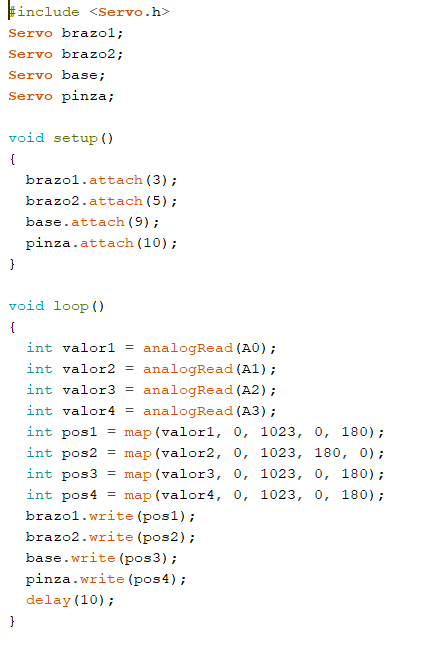 #include <Servo.h>
Servo brazo1;
Servo brazo2;
Servo base;
Servo pinza;
void setup()
{
  brazo1.attach(3);
  brazo2.attach(5);
  base.attach(9);
  pinza.attach(10);
}
void loop()
{
  int valor1 = analogRead(A0);
  int valor2 = analogRead(A1);
  int valor3 = analogRead(A2);
  int valor4 = analogRead(A3);
  int pos1 = map(valor1, 0, 1023, 0, 180);
  int pos2 = map(valor2, 0, 1023, 180, 0);
  int pos3 = map(valor3, 0, 1023, 0, 180);
  int pos4 = map(valor4, 0, 1023, 0, 180);
  brazo1.write(pos1);
  brazo2.write(pos2);
  base.write(pos3);
  pinza.write(pos4);
  delay(10);
}